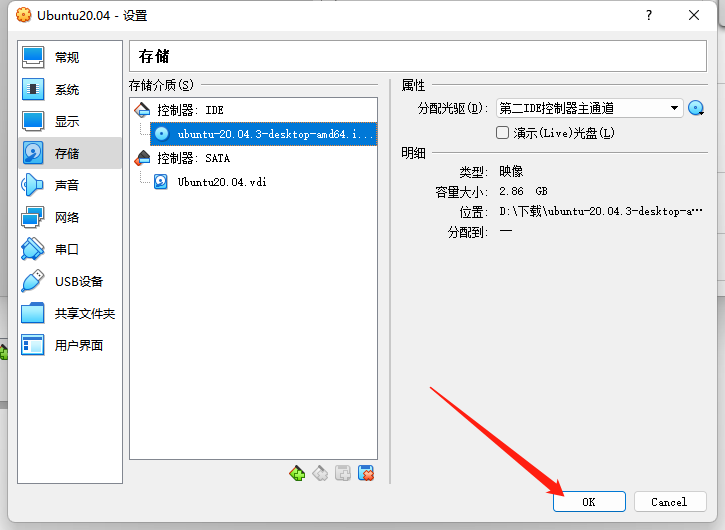 Ubuntu20.04 - 设置
?
常规
系统
显示
存储
声音
网络
串口
USB设备
共享文件夹
用户界面
存储
存储介质(S)
控制器: IDE
ubuntu-20.04.3-desktop-amd64.i...
控制器: SATA
Ubuntu20.04.vdi
属性
分配光驱(D): 第二IDE控制器主通道
演示(Live)光盘(L)
明细
类型: 映像
容量大小: 2.86 GB
位置: D:\下载\ubuntu-20.04.3-desktop-a…
分配到: —
OK
Cancel